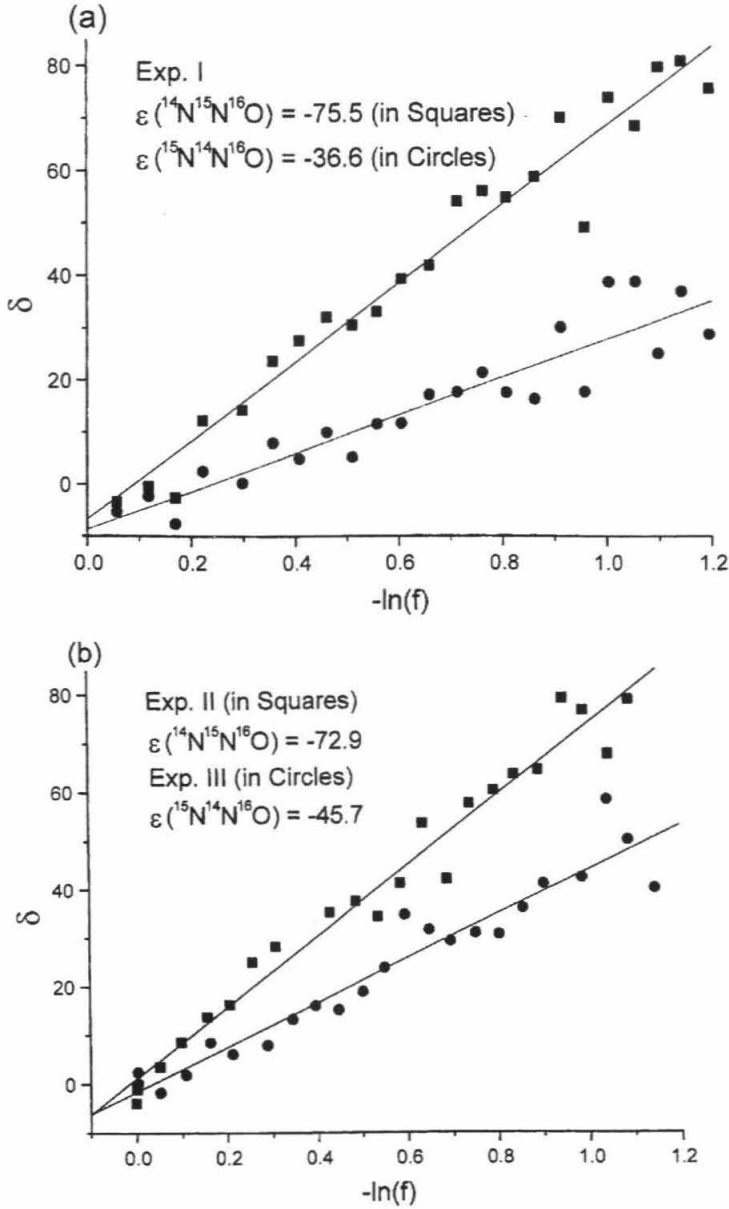 (a)
80
60
40
20
0
δ
Exp. I
ε(¹⁴N¹⁵N¹⁶O) = -75.5 (in Squares)
ε(¹⁵N¹⁴N¹⁶O) = -36.6 (in Circles)
0.0 0.2 0.4 0.6 0.8 1.0 1.2
-ln(f)
(b)
80
60
40
20
0
δ
Exp. II (in Squares)
ε(¹⁴N¹⁵N¹⁶O) = -72.9
Exp. III (in Circles)
ε(¹⁵N¹⁴N¹⁶O) = -45.7
0.0 0.2 0.4 0.6 0.8 1.0 1.2
-ln(f)